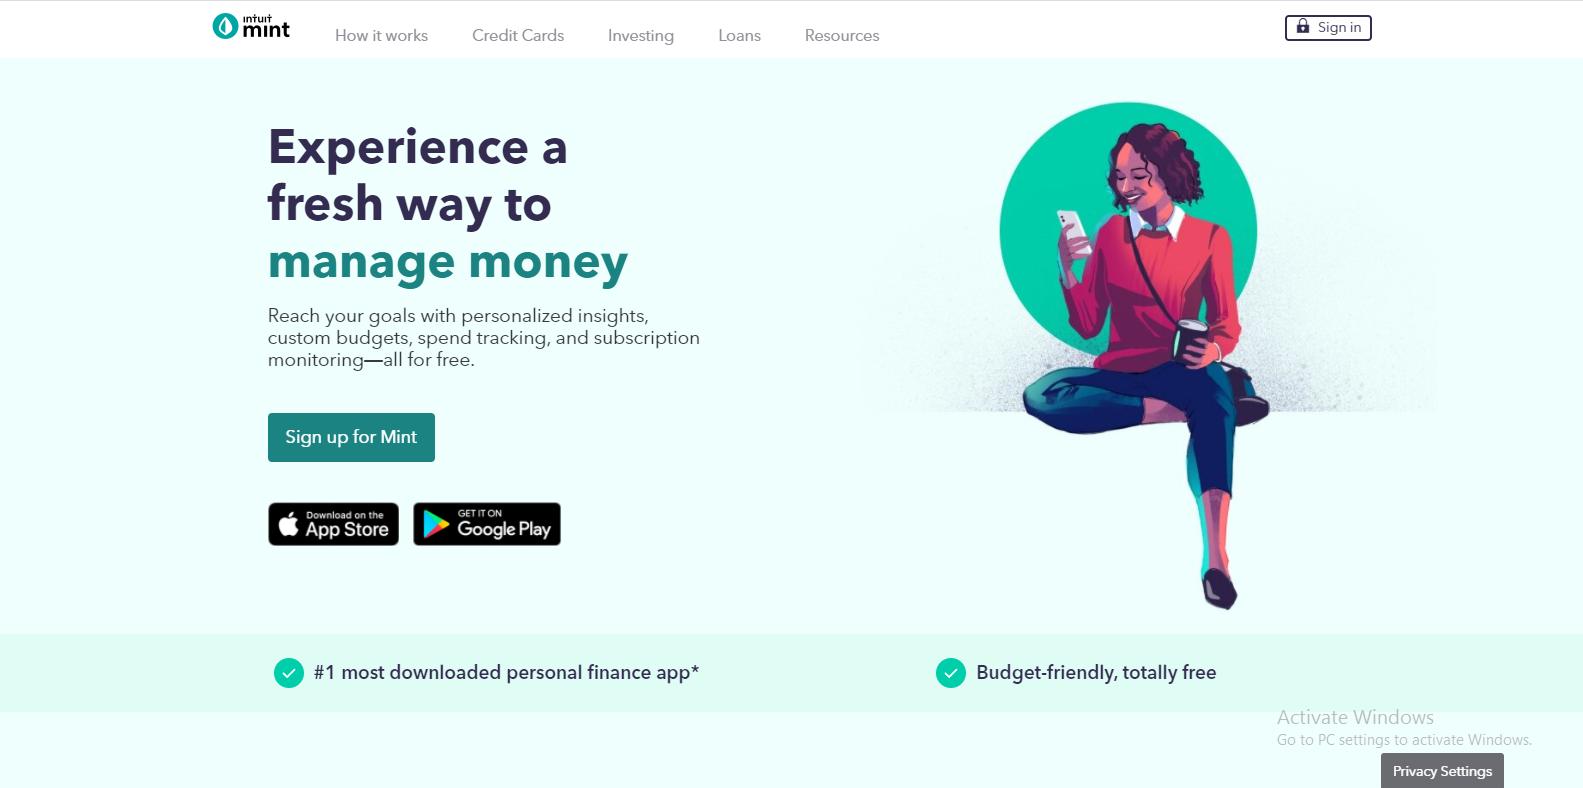 intuit
mint
How it works
Credit Cards
Investing
Loans
Resources
Sign in
Experience a
fresh way to
manage money
Reach your goals with personalized insights,
custom budgets, spend tracking, and subscription
monitoring—all for free.
Sign up for Mint
Download on the
App Store
GET IT ON
Google Play
#1 most downloaded personal finance app*
Budget-friendly, totally free
Activate Windows
Go to PC settings to activate Windows.
Privacy Settings